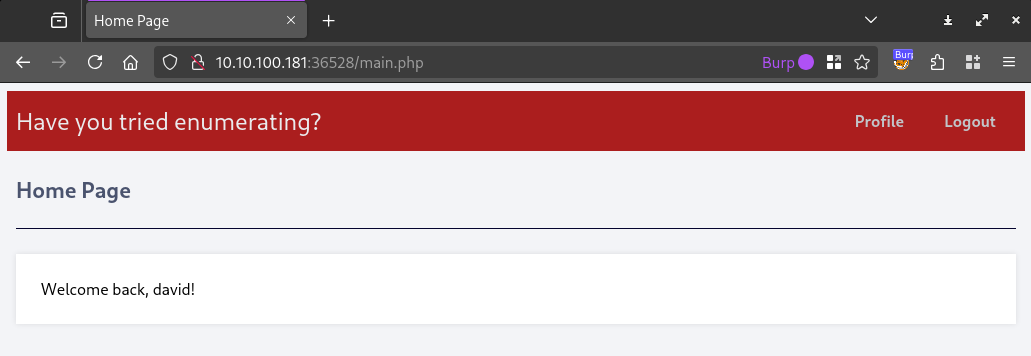 Home Page
10.10.100.181:36528/main.php
Burp
Burp
Have you tried enumerating?
Profile
Logout
Home Page
Welcome back, david!